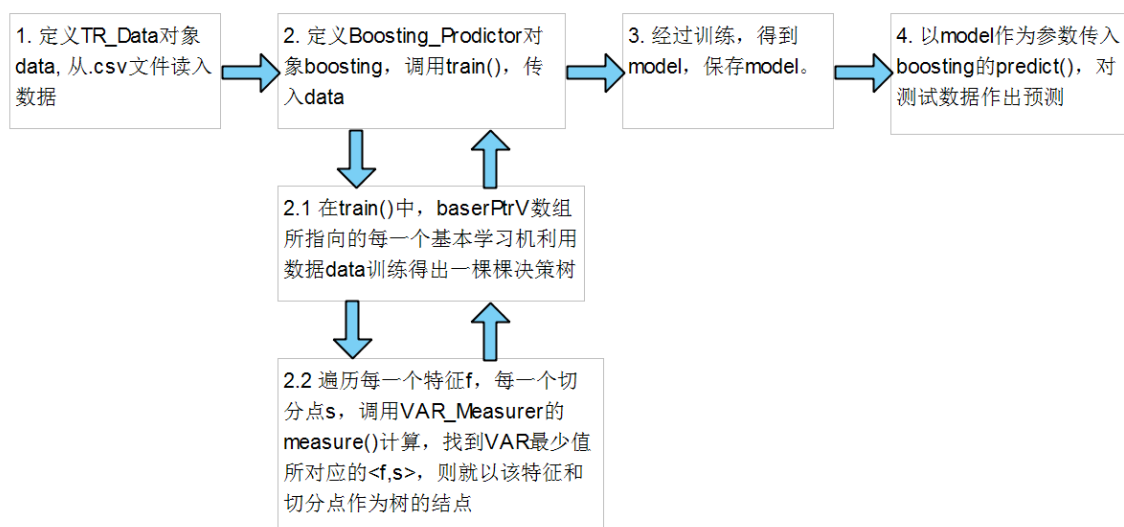 1. 定义TR_Data对象
data, 从.csv文件读入
数据
2. 定义Boosting_Prodictor对
象boosting，调用train()，传
入data
3. 经过训练，得到
model，保存model。
4. 以model作为参数传入
boosting的predict()，对
测试数据作出预测
2.1 在train()中，baserPtrV数组
所指向的每一个基本学习机利用
数据data训练得出一棵棵决策树
2.2 遍历每一个特征f，每一个切
分点s，调用VAR_Measurer的
measure()计算，找到VAR最少值
所对应的<f,s>，则就以该特征和
切分点作为树的结点